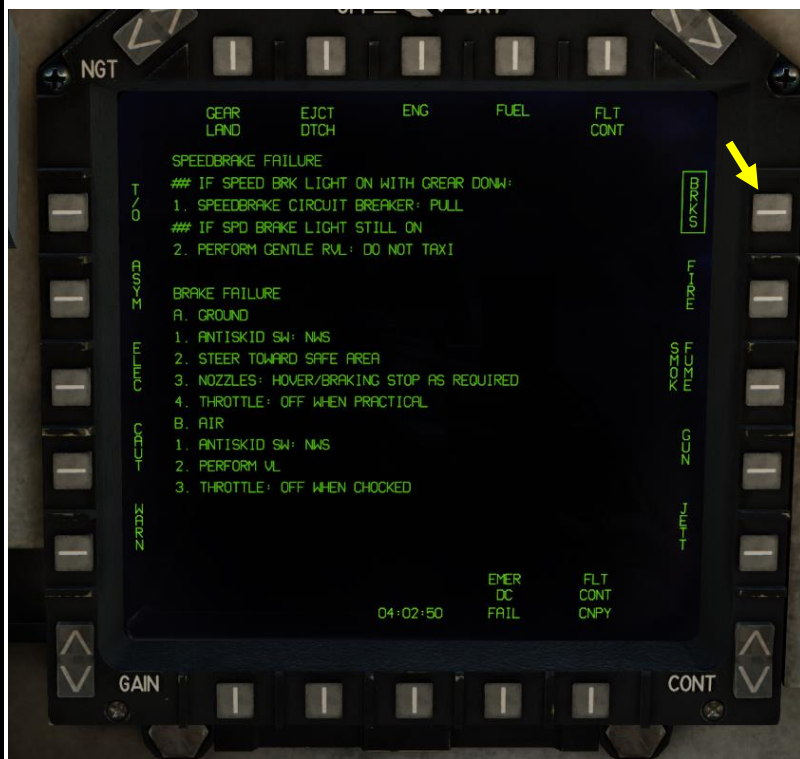 NGT
GEAR LAND
EJCT DTCH
ENG
FUEL
FLT CONT
SPEEDBRAKE FAILURE
## IF SPEED BRK LIGHT ON WITH GREAR DONW:
1. SPEEDBRAKE CIRCUIT BREAKER: PULL
## IF SPD BRAKE LIGHT STILL ON
2. PERFORM GENTLE RVL: DO NOT TAXI
BRAKE FAILURE
A. GROUND
1. ANTISKID SW: NWS
2. STEER TOWARD SAFE AREA
3. NOZZLES: HOVER/BRAKING STOP AS REQUIRED
4. THROTTLE: OFF WHEN PRACTICAL
B. AIR
1. ANTISKID SW: NWS
2. PERFORM VL
3. THROTTLE: OFF WHEN CHOCKED
T/O
ASYM
ELEC
CAUT
WARN
BRKS
FIRE
SMOK FUME
GUN
JETT
EMER DC FAIL
FLT CONT CNPY
04:02:50
GAIN
CONT